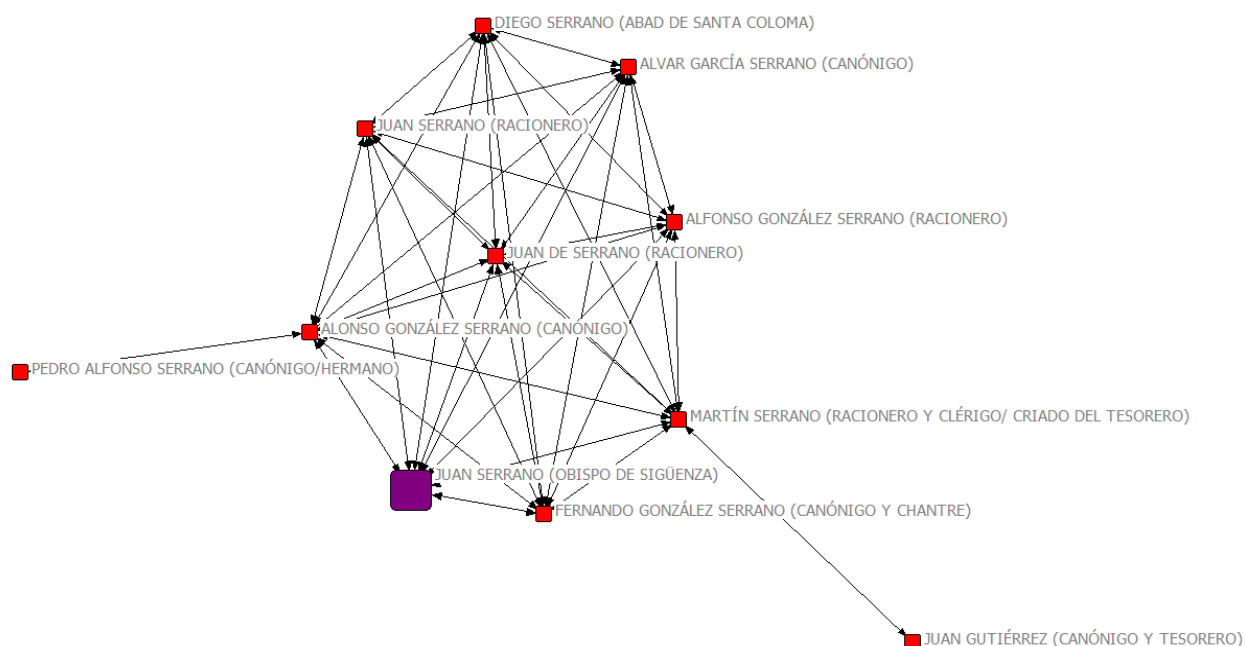 DIEGO SERRANO (ABAD DE SANTA COLOMA)
ALVAR GARCÍA SERRANO (CANÓNIGO)
JUAN SERRANO (RACIONERO)
ALFONSO GONZÁLEZ SERRANO (RACIONERO)
JUAN DE SERRANO (RACIONERO)
ALONSO GONZÁLEZ SERRANO (CANÓNIGO)
PEDRO ALFONSO SERRANO (CANÓNIGO/HERMANO)
MARTÍN SERRANO (RACIONERO Y CLÉRIGO/ CRIADO DEL TESORERO)
JUAN SERRANO (OBISPO DE SIGÜENZA)
FERNANDO GONZÁLEZ SERRANO (CANÓNIGO Y CHANTRE)
JUAN GUTIÉRREZ (CANÓNIGO Y TESORERO)